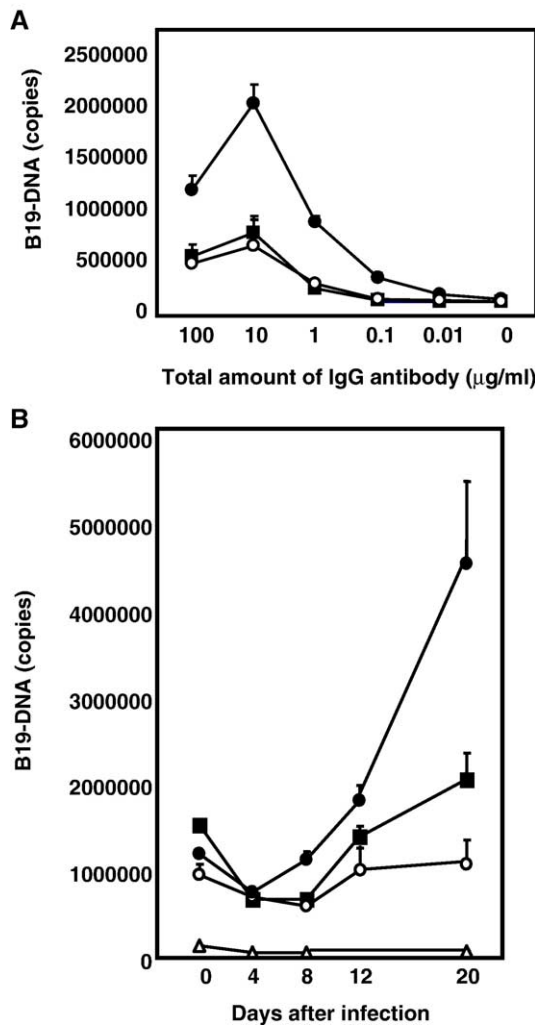 A
B19-DNA (copies)
2500000
2000000
1500000
1000000
500000
0
100 10 1 0.1 0.01 0
Total amount of IgG antibody (μg/ml)
B
B19-DNA (copies)
6000000
5000000
4000000
3000000
2000000
1000000
0
0 4 8 12 20
Days after infection